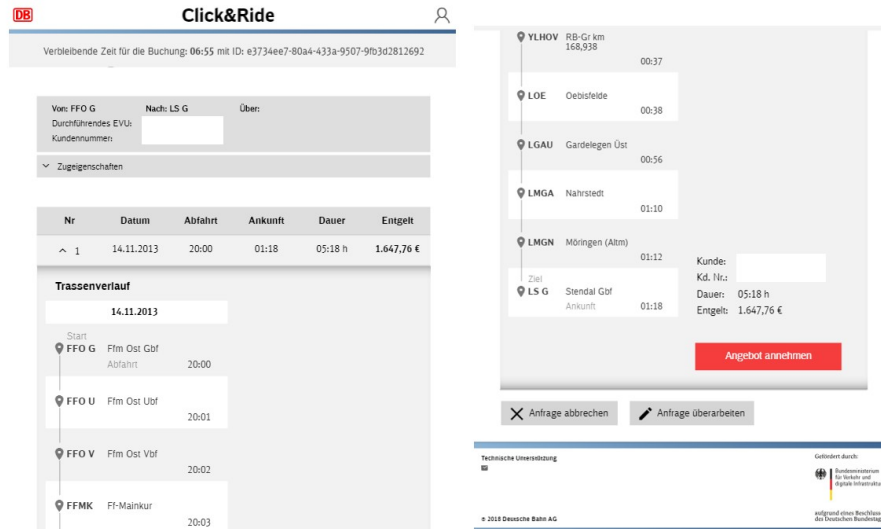 DB
Click&Ride
Verbleibende Zeit für die Buchung: 06:55 mit ID: e3734ee7-80a4-433a-9507-9fb3d2812692
Von: FFO G Nach: LS G Über:
Durchführendes EVU:
Kundennummer:
Zugeigenschaften
Nr Datum Abfahrt Ankunft Dauer Entgelt
1 14.11.2013 20:00 01:18 05:18 h 1.647,76 €
Trassenverlauf
14.11.2013
Start
FFO G Ffm Ost Gbf
Abfahrt 20:00
FFO U Ffm Ost Ubf
20:01
FFO V Ffm Ost Vbf
20:02
FFMK Ff-Mainkur
20:03
YLHOV RB-Gr km
168,938
00:37
LOE Oebisfelde
00:38
LGAU Gardelegen Üst
00:56
LMGA Nahrstedt
01:10
LMGN Möringen (Altm)
01:12
Ziel
LS G Stendal Gbf
Ankunft 01:18
Kunde:
Kd. Nr.:
Dauer: 05:18 h
Entgelt: 1.647,76 €
Angebot annehmen
Anfrage abbrechen
Anfrage überarbeiten
Technische Unterstützung
© 2018 Deutsche Bahn AG
Gefördert durch:
Bundesministerium
für Verkehr und
digitale Infrastruktur
aufgrund eines Beschlusses
des Deutschen Bundestages